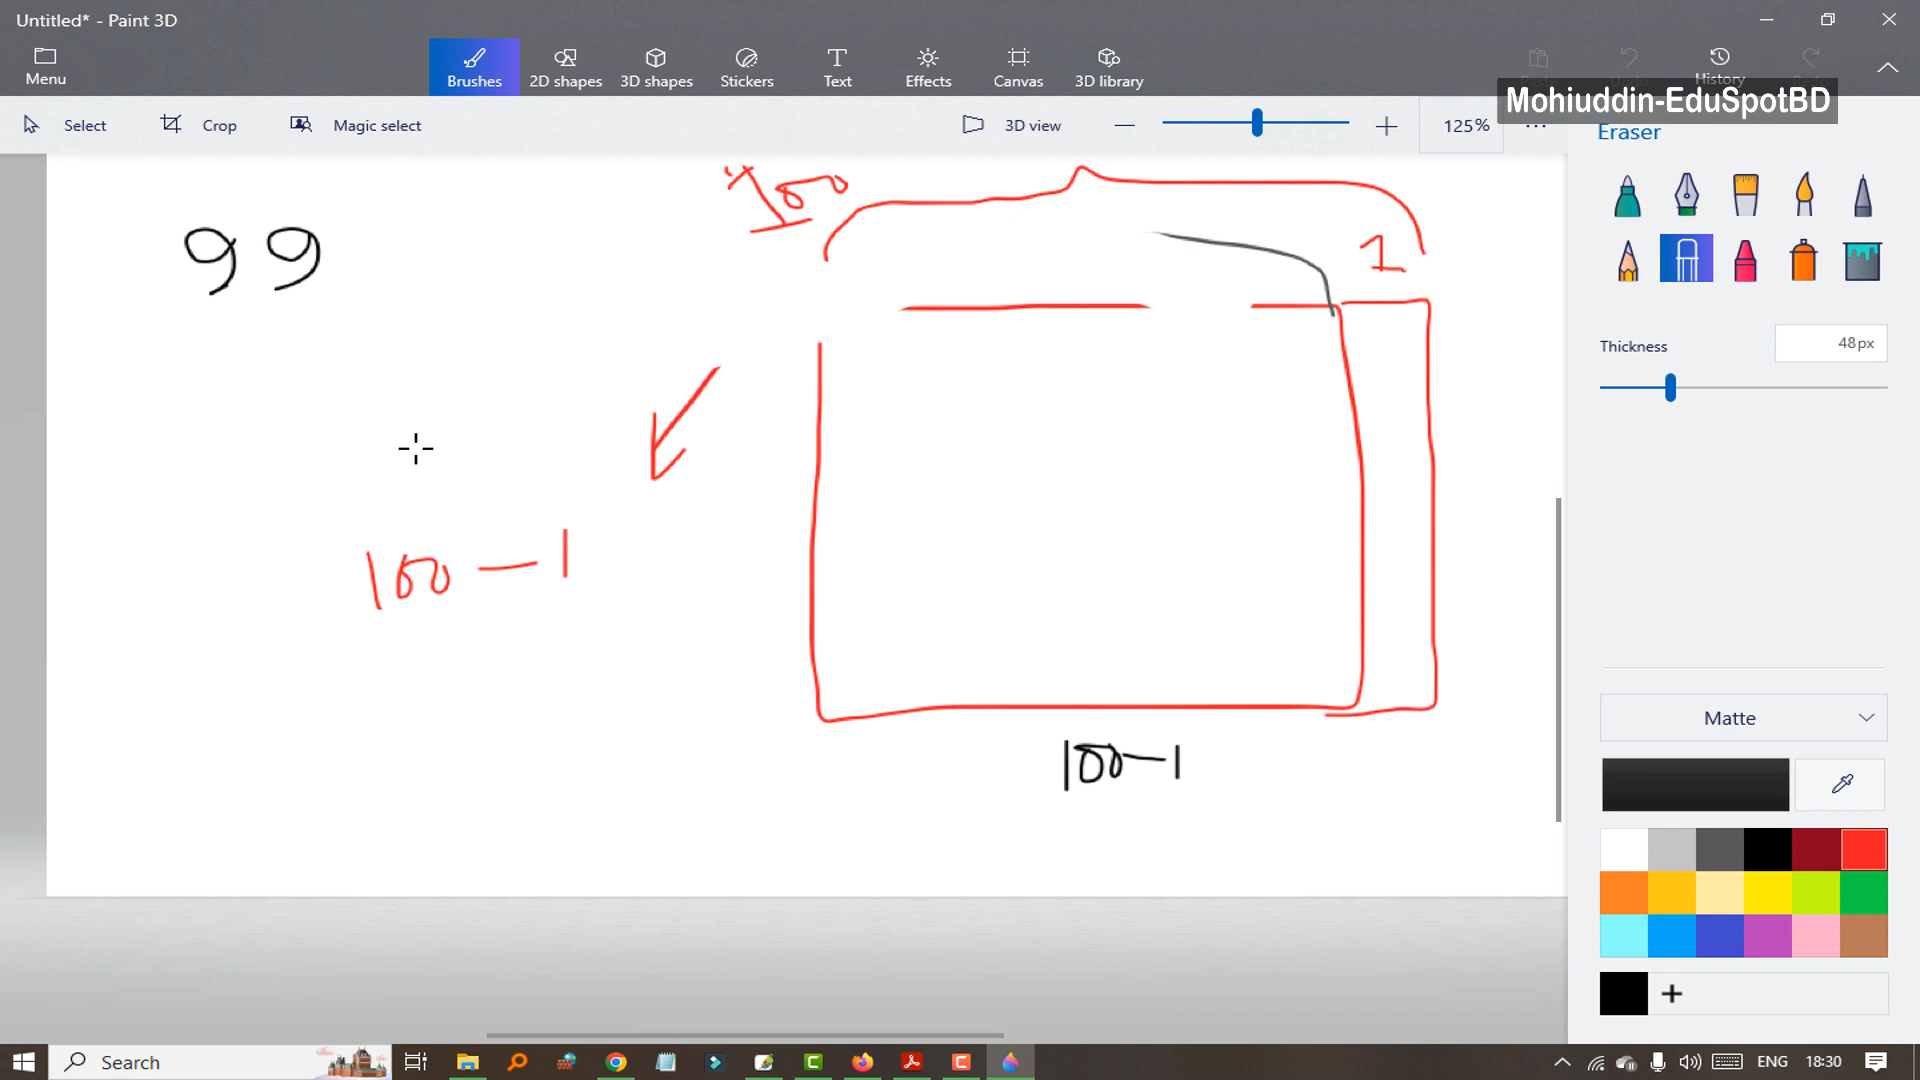 Untitled* - Paint 3D
Menu
Brushes
2D shapes
3D shapes
Stickers
Text
Effects
Canvas
3D library
Undo
History
Mohiuddin-EduSpotBD
Select
Crop
Magic select
3D view
125%
Eraser
100
1
99
Thickness
48px
100 - 1
100-1
Matte
Search
ENG
18:30